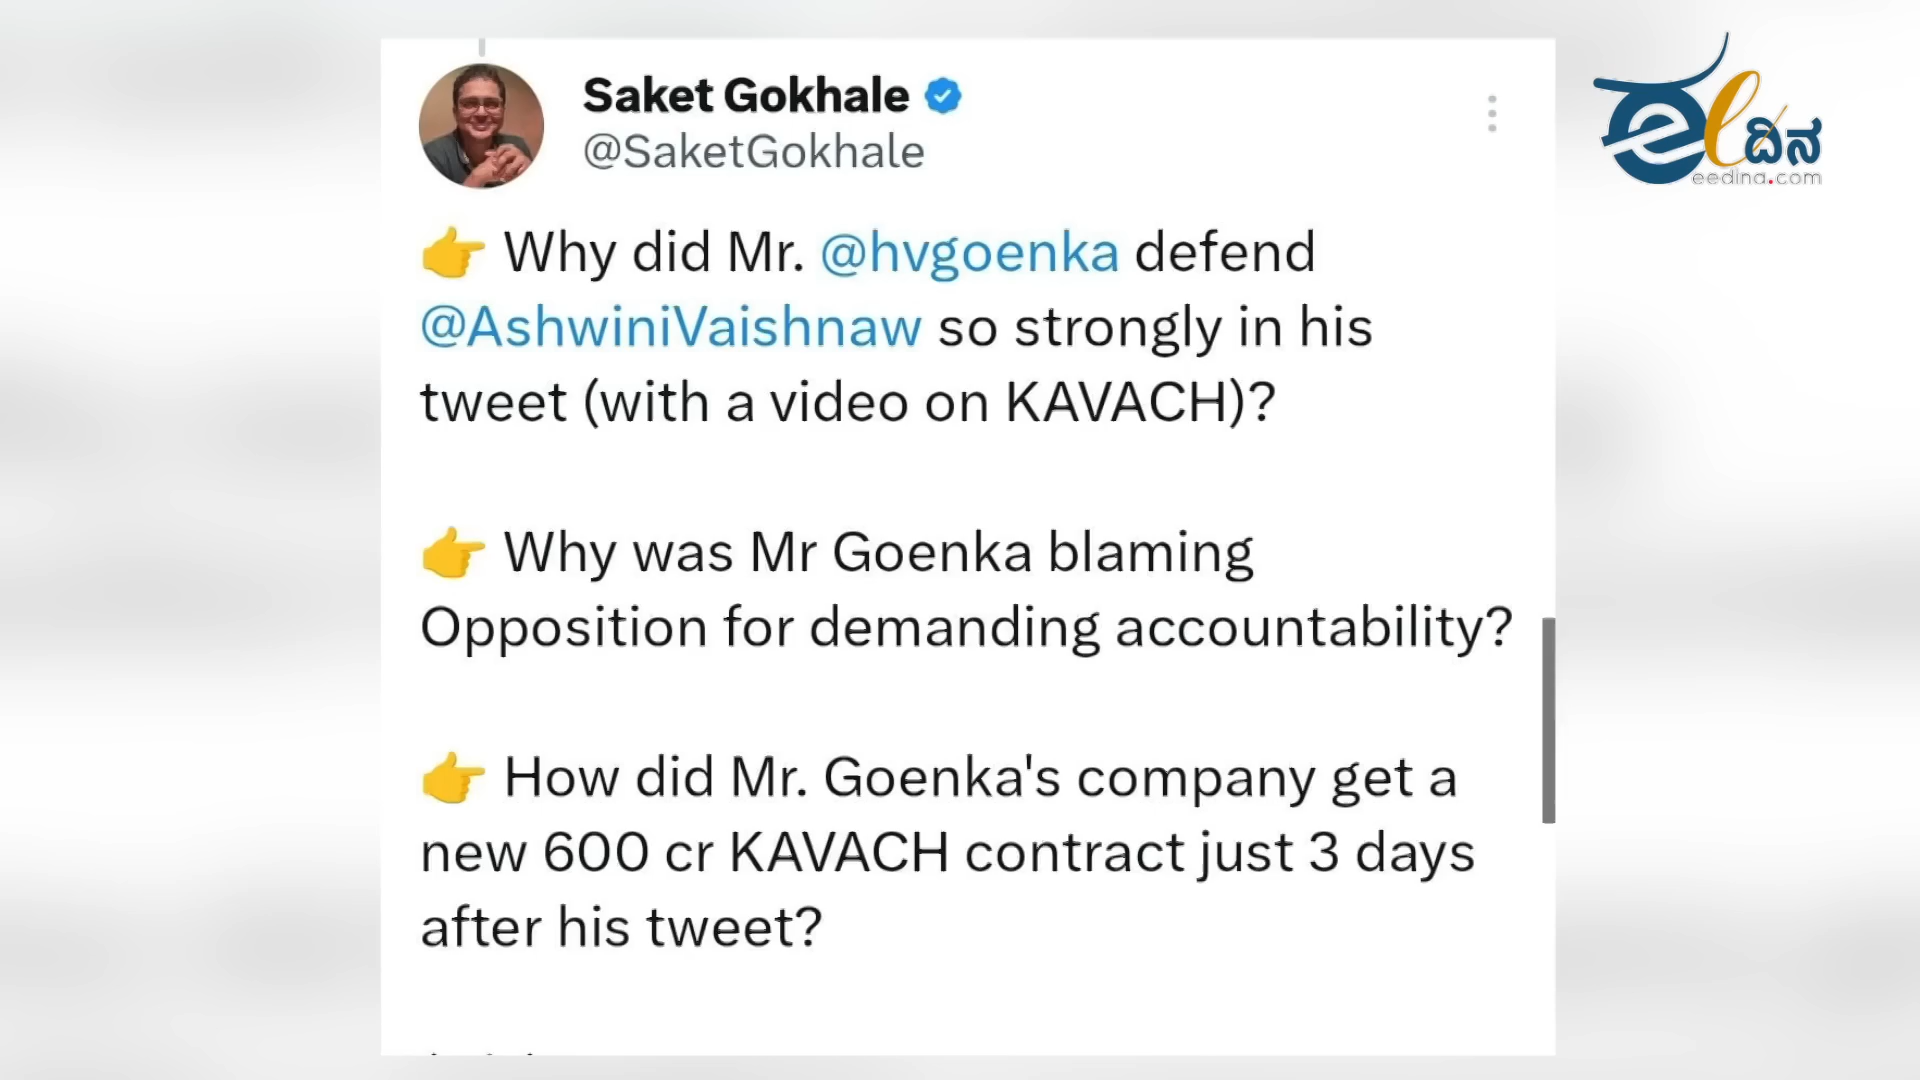 Saket Gokhale
@SaketGokhale
👉 Why did Mr. @hvgoenka defend
@AshwiniVaishnaw so strongly in his
tweet (with a video on KAVACH)?
👉 Why was Mr Goenka blaming
Opposition for demanding accountability?
👉 How did Mr. Goenka's company get a
new 600 cr KAVACH contract just 3 days
after his tweet?
ಈ ದಿನ
eedina.com